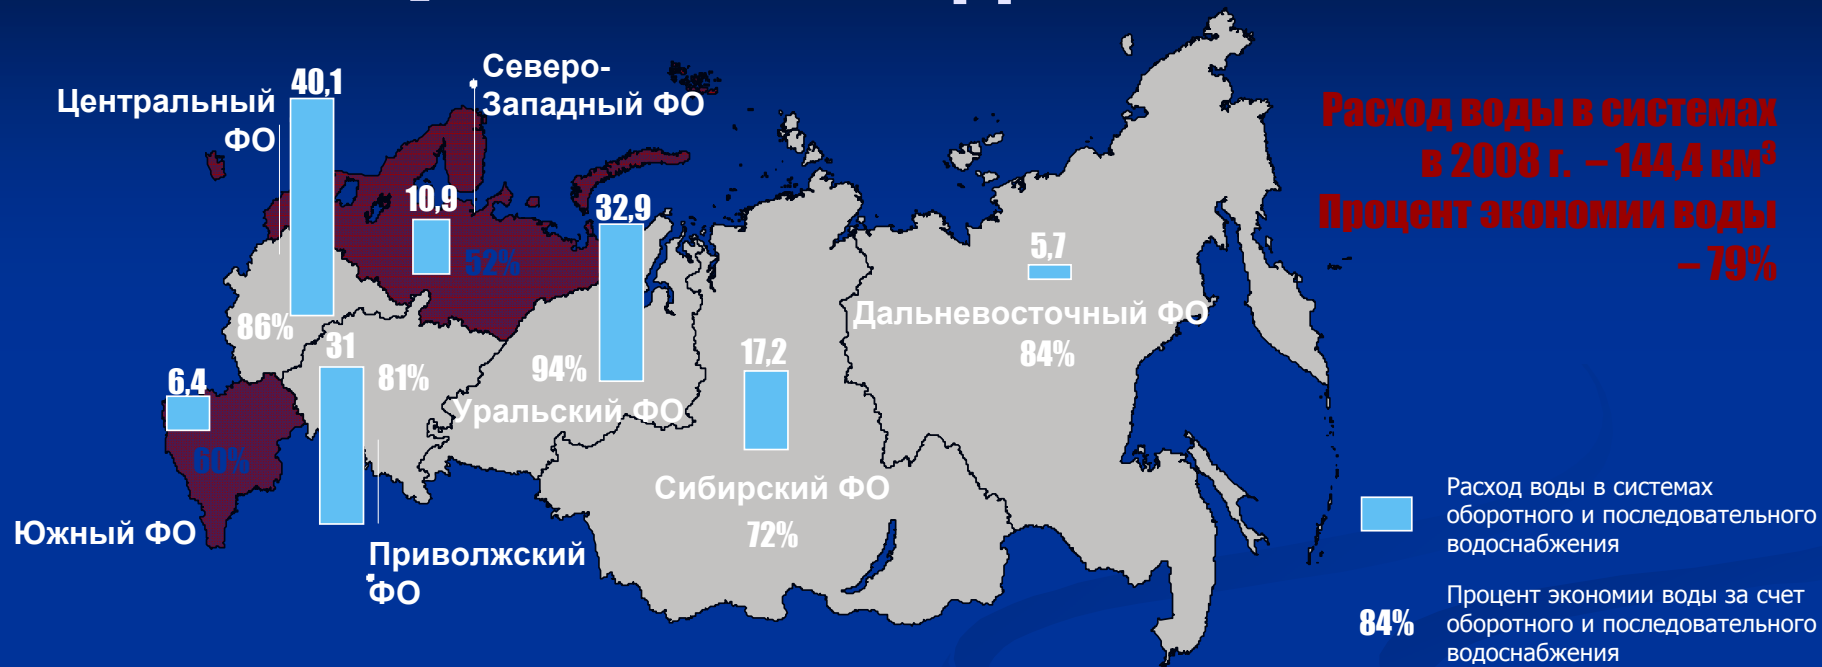 Центральный
ФО
40,1
86%
Северо-
Западный ФО
10,9
52%
32,9
94%
Уральский ФО
31
81%
Приволжский
ФО
6,4
60%
Южный ФО
17,2
Сибирский ФО
72%
5,7
Дальневосточный ФО
84%
Расход воды в системах
в 2008 г. – 144,4 км³
Процент экономии воды
– 79%
Расход воды в системах
оборотного и последовательного
водоснабжения
84%
Процент экономии воды за счет
оборотного и последовательного
водоснабжения